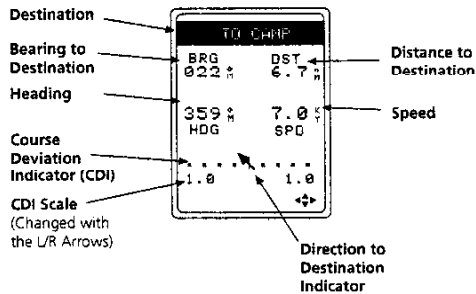 Destination
TO CAMP
Bearing to
Destination
BRG
DST
Distance to
Destination
022 ° M
6.7 n m
Heading
359 ° M
7.0 K T
Speed
HDG
SPD
Course
Deviation
Indicator (CDI)
1.0
1.0
CDI Scale
(Changed with
the L/R Arrows)
Direction to
Destination
Indicator